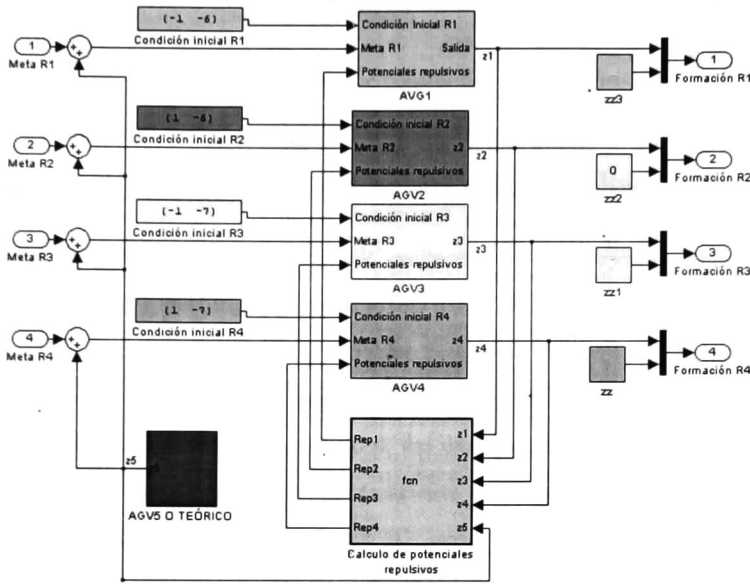 (-1 -6)
Condición inicial R1
1
Meta R1
Condición Inicial R1
Meta R1
Salida
Potenciales repulsivos
AVG1
z1
zz3
1
Formación R1
Condición inicial R2
2
Meta R2
Condición inicial R2
Meta R2
z2
Potenciales repulsivos
AGV2
z2
0
zz2
2
Formación R2
(-1 -7)
Condición inicial R3
3
Meta R3
Condición inicial R3
Meta R3
z3
Potenciales repulsivos
AGV3
z3
zz1
3
Formación R3
(1 -7)
Condición inicial R4
4
Meta R4
Condición inicial R4
Meta R4
z4
Potenciales repulsivos
AGV4
z4
zz
4
Formación R4
z5
AGV5 O TEÓRICO
Rep1
Rep2
Rep3
Rep4
fcn
z1
z2
z3
z4
z5
Calculo de potenciales
repulsivos